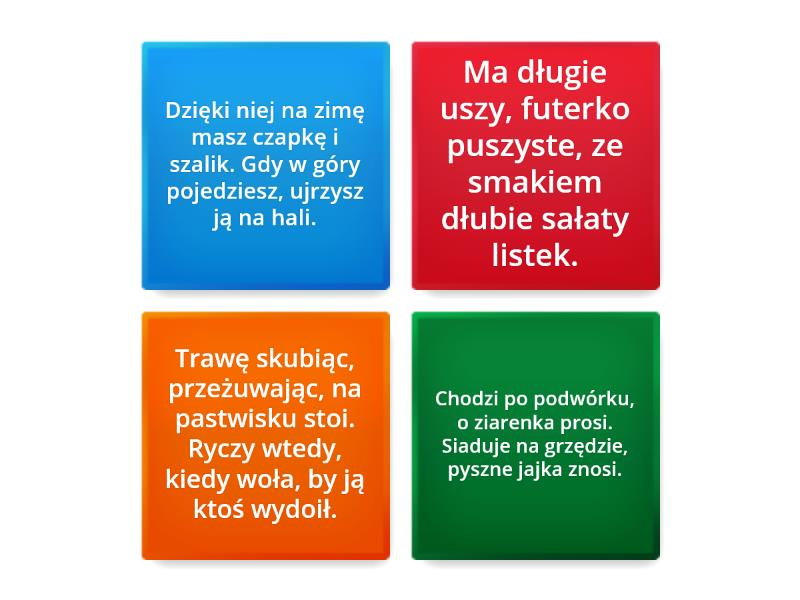 Dzięki niej na zimę
masz czapkę i
szalik. Gdy w góry
pojedziesz, ujrzysz
ją na hali.
Ma długie
uszy, futerko
puszyste, ze
smakiem
dłubie sałaty
listek.
Trawę skubiąc,
przeżuwając, na
pastwisku stoi.
Ryczy wtedy,
kiedy woła, by ją
ktoś wydoił.
Chodzi po podwórku,
o ziarenka prosi.
Siaduje na grzędzie,
pyszne jajka znosi.